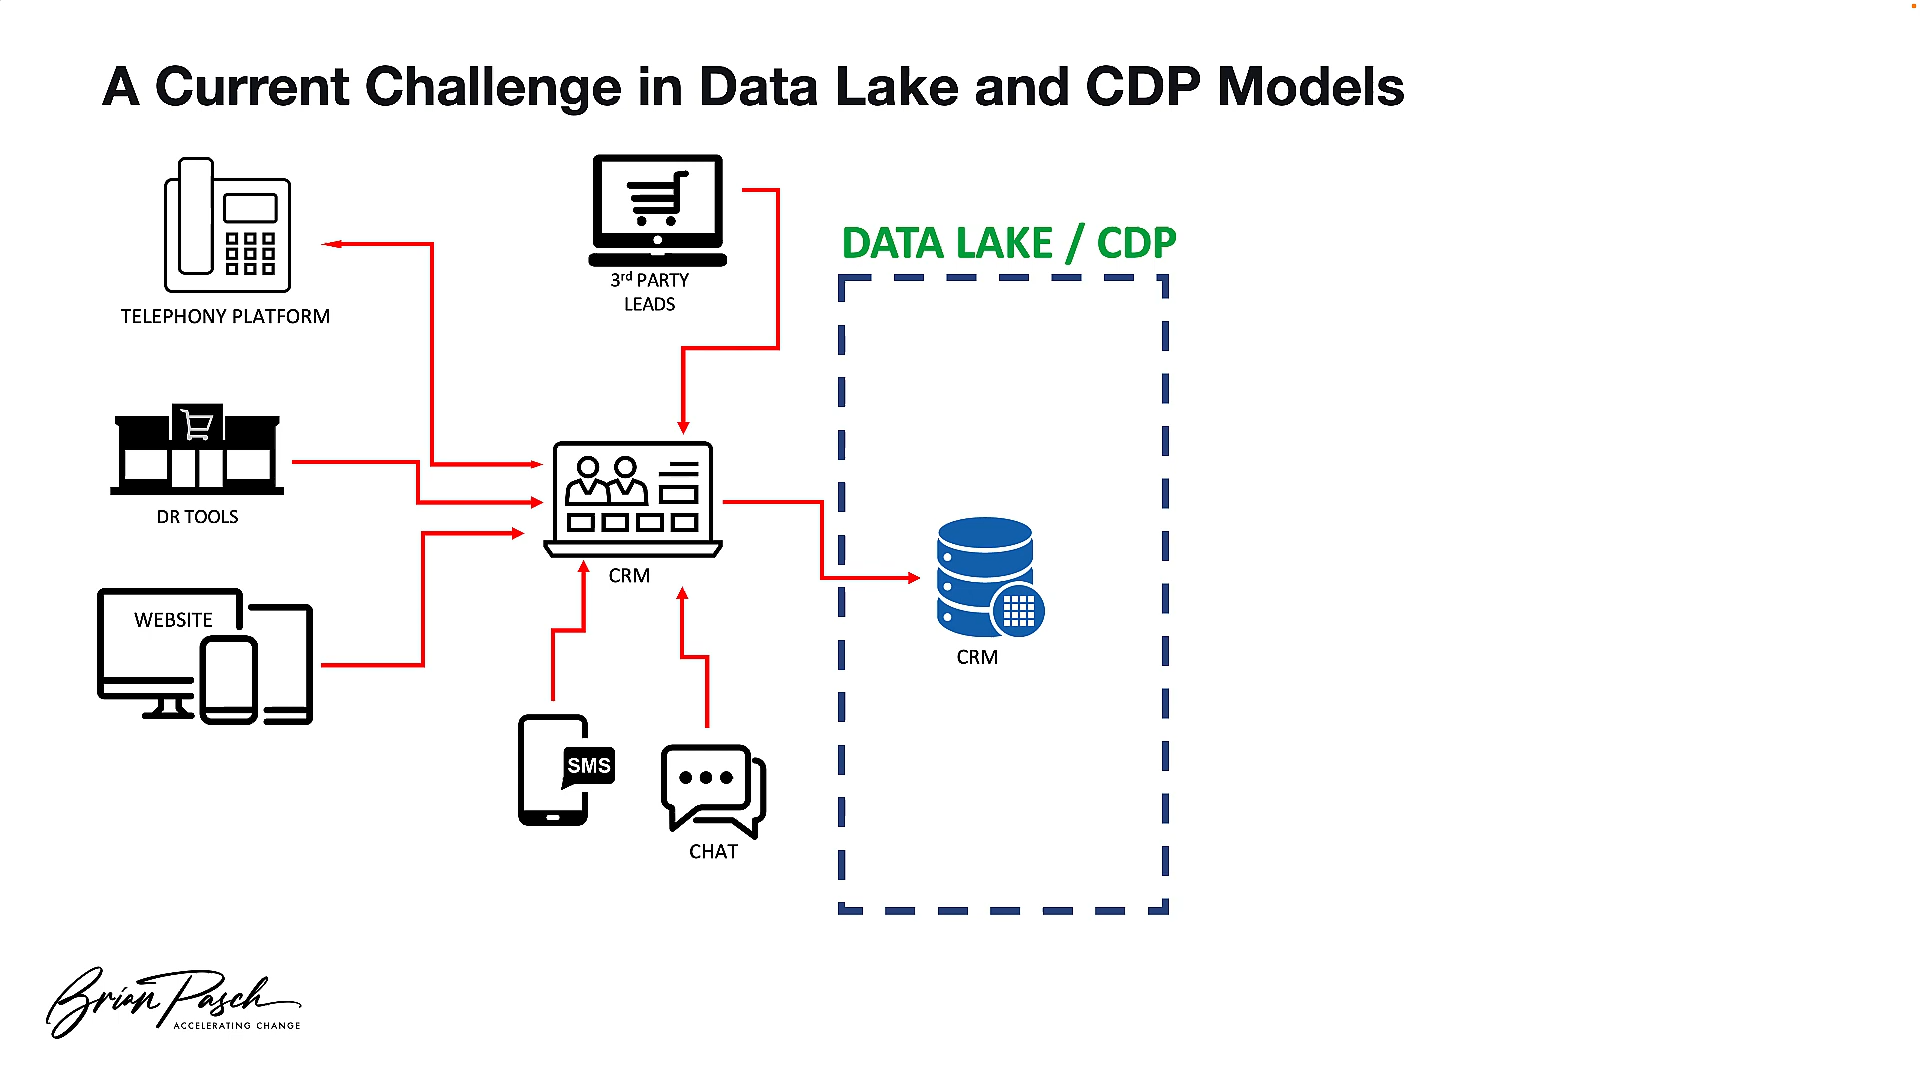 A Current Challenge in Data Lake and CDP Models
TELEPHONY PLATFORM
3rd PARTY
LEADS
DATA LAKE / CDP
DR TOOLS
CRM
WEBSITE
CRM
SMS
CHAT
Brian Pasch
ACCELERATING CHANGE